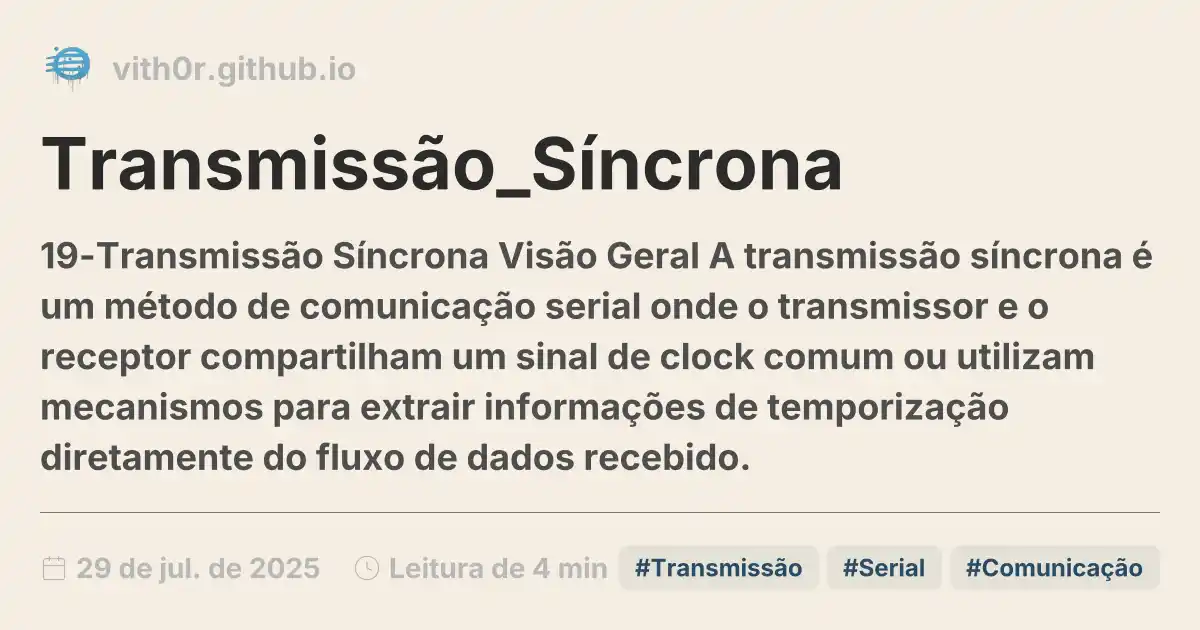 vith0r.github.io
Transmissão_Síncrona
19-Transmissão Síncrona Visão Geral A transmissão síncrona é
um método de comunicação serial onde o transmissor e o
receptor compartilham um sinal de clock comum ou utilizam
mecanismos para extrair informações de temporização
diretamente do fluxo de dados recebido.
29 de jul. de 2025 Leitura de 4 min #Transmissão #Serial #Comunicação